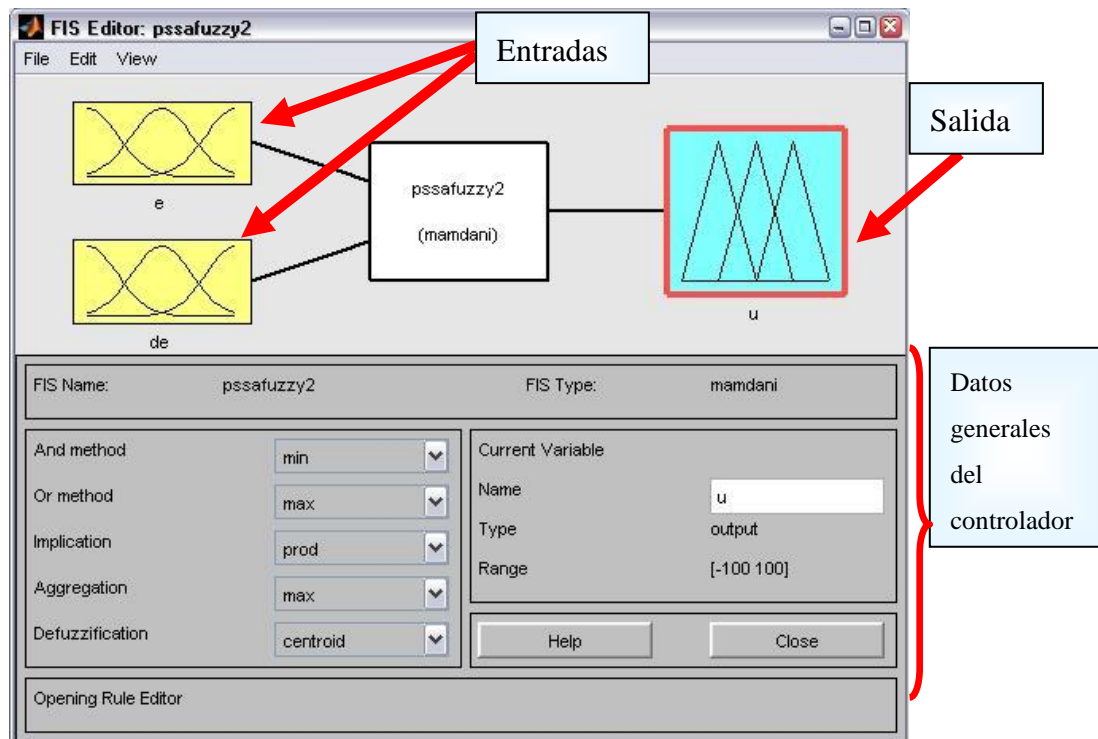 FIS Editor: pssafuzzy2
File Edit View
Entradas
Salida
e
de
pssafuzzy2
(mamdani)
u
FIS Name: pssafuzzy2 FIS Type: mamdani
And method min
Or method max
Implication prod
Aggregation max
Defuzzification centroid
Current Variable
Name u
Type output
Range [-100 100]
Help Close
Opening Rule Editor
Datos
generales
del
controlador